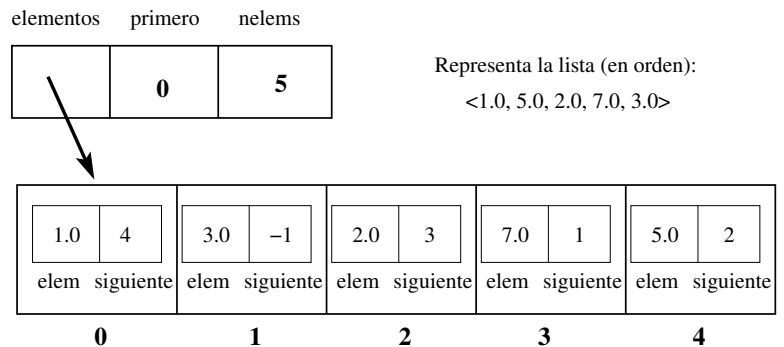 elementos primero nelems
0 5
Representa la lista (en orden):
<1.0, 5.0, 2.0, 7.0, 3.0>
1.0 4 3.0 −1 2.0 3 7.0 1 5.0 2
elem siguiente elem siguiente elem siguiente elem siguiente elem siguiente
0 1 2 3 4